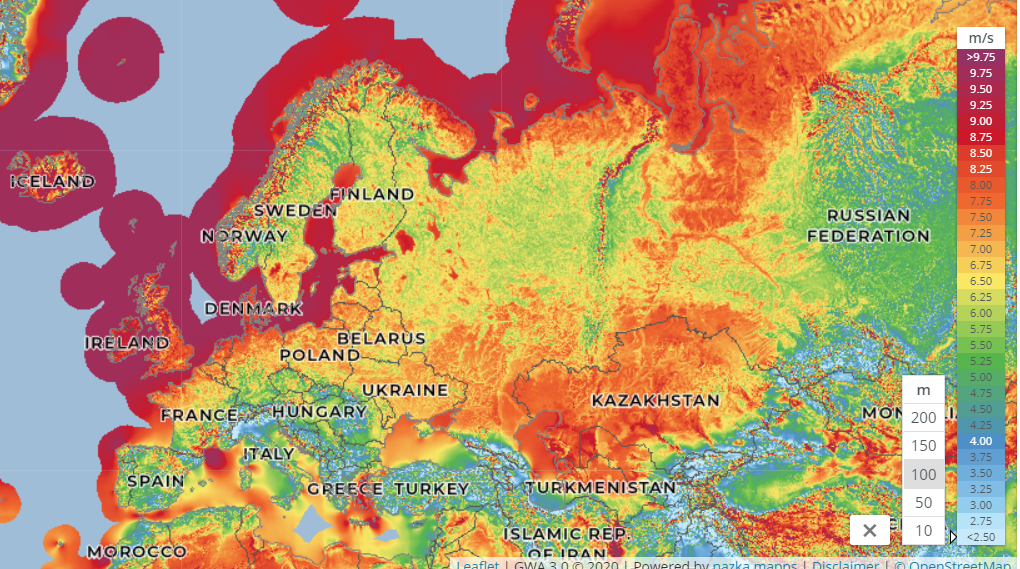 m/s
>9.75
9.75
9.50
9.25
9.00
8.75
8.50
8.25
8.00
7.75
7.50
7.25
7.00
6.75
6.50
6.25
6.00
5.75
5.50
5.25
5.00
4.75
4.50
4.25
4.00
3.75
3.50
3.25
3.00
2.75
<2.50
ICELAND
FINLAND
SWEDEN
NORWAY
RUSSIAN
FEDERATION
DENMARK
IRELAND
BELARUS
POLAND
UKRAINE
KAZAKHSTAN
FRANCE
HUNGARY
ITALY
SPAIN
GREECE
TURKEY
TURKMENISTAN
ISLAMIC REP.
OF IRAN
MOROCCO
m
200
150
100
50
10
Leaflet | GWA 3.0 © 2020 | Powered by nazka mapps | Disclaimer | © OpenStreetMap